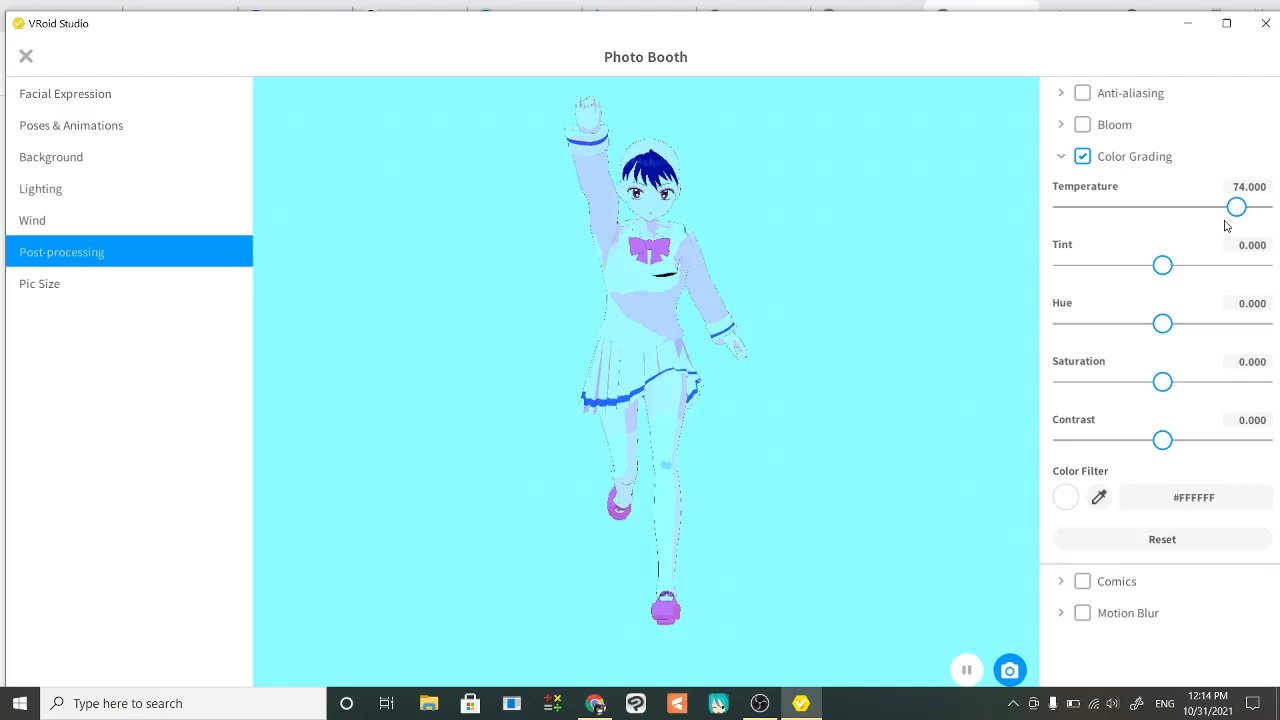 VRoid Studio
Photo Booth
Facial Expression
Poses & Animations
Background
Lighting
Wind
Post-processing
Pic Size
Anti-aliasing
Bloom
Color Grading
Temperature 74.000
Tint 0.000
Hue 0.000
Saturation 0.000
Contrast 0.000
Color Filter
#FFFFFF
Reset
Comics
Motion Blur
Type here to search
ENG
12:14 PM
10/31/2021